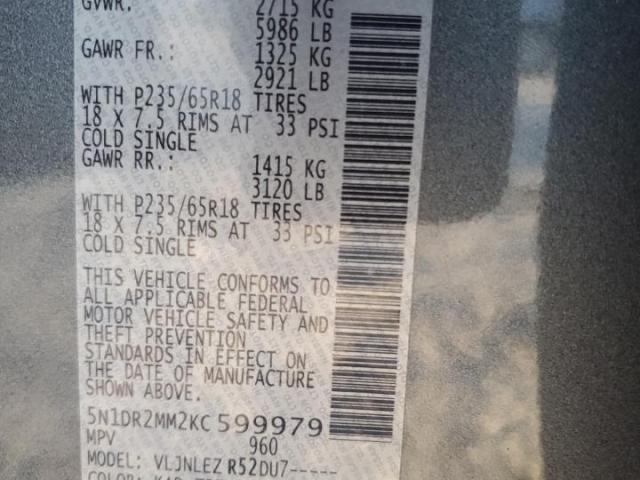 GVWR: 2715 KG
5986 LB
GAWR FR.: 1325 KG
2921 LB
WITH P235/65R18 TIRES
18 X 7.5 RIMS AT 33 PSI
COLD SINGLE
GAWR RR.: 1415 KG
3120 LB
WITH P235/65R18 TIRES
18 X 7.5 RIMS AT 33 PSI
COLD SINGLE
THIS VEHICLE CONFORMS TO
ALL APPLICABLE FEDERAL
MOTOR VEHICLE SAFETY AND
THEFT PREVENTION
STANDARDS IN EFFECT ON
THE DATE OF MANUFACTURE
SHOWN ABOVE.
5N1DR2MM2KC 599979
MPV 960
MODEL: VLJNLEZ R52DU7-----